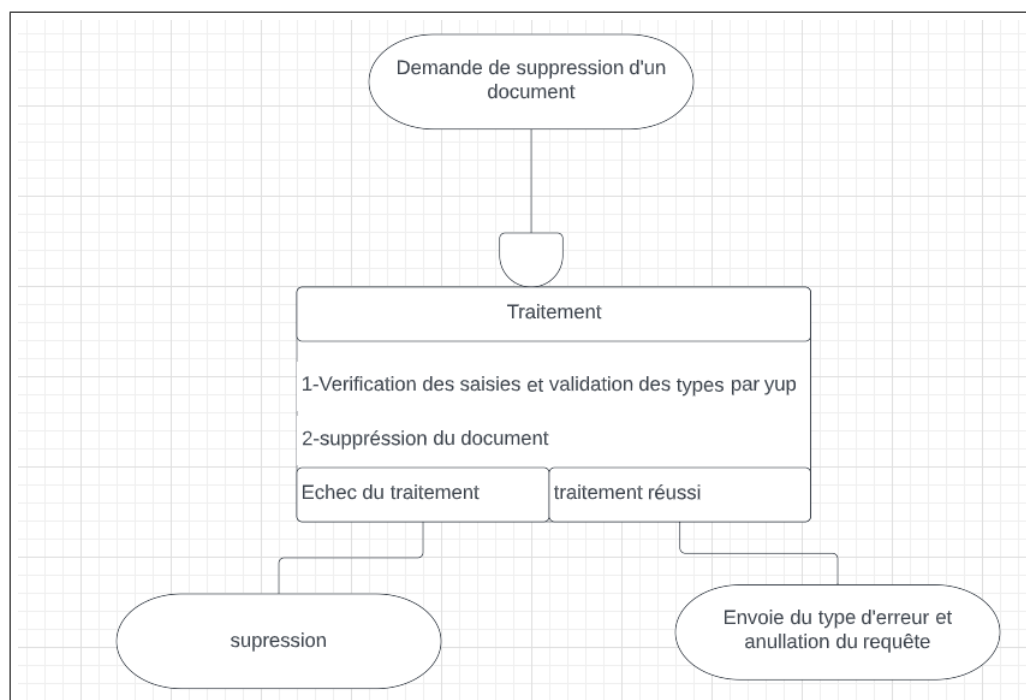 Demande de suppression d'un
document
Traitement
1-Verification des saisies et validation des types par yup
2-suppréssion du document
Echec du traitement
traitement réussi
supression
Envoie du type d'erreur et
anullation du requête